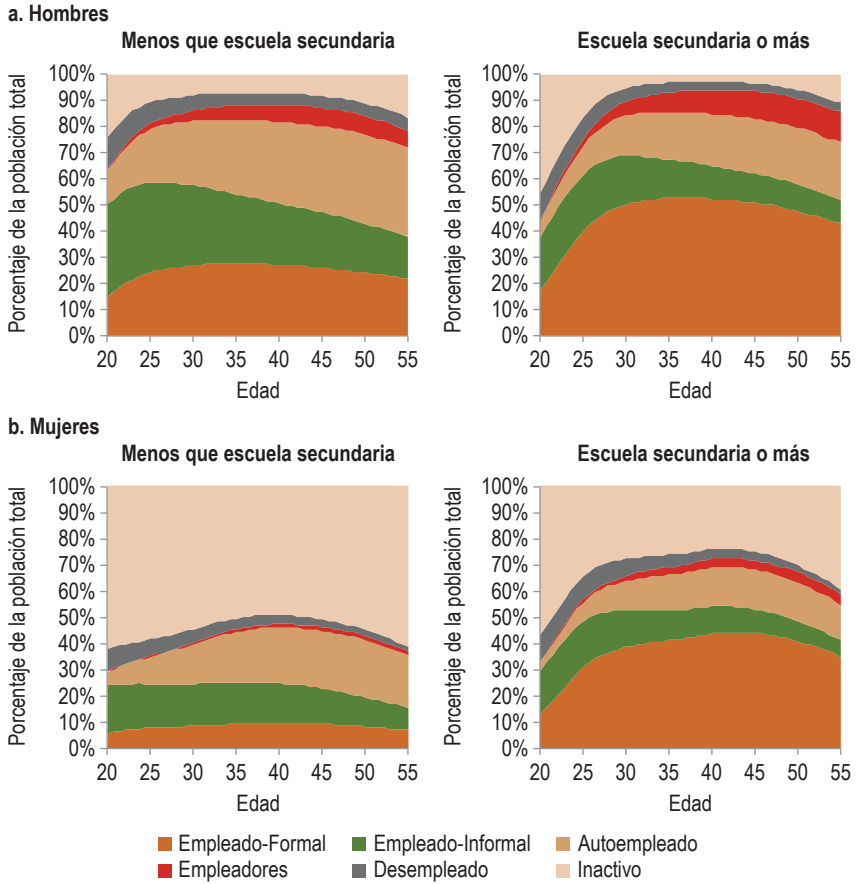 a. Hombres
Menos que escuela secundaria
Escuela secundaria o más
Porcentaje de la población total
100%
90%
80%
70%
60%
50%
40%
30%
20%
10%
0%
20 25 30 35 40 45 50 55
Edad
Porcentaje de la población total
100%
90%
80%
70%
60%
50%
40%
30%
20%
10%
0%
20 25 30 35 40 45 50 55
Edad
b. Mujeres
Menos que escuela secundaria
Escuela secundaria o más
Porcentaje de la población total
100%
90%
80%
70%
60%
50%
40%
30%
20%
10%
0%
20 25 30 35 40 45 50 55
Edad
Porcentaje de la población total
100%
90%
80%
70%
60%
50%
40%
30%
20%
10%
0%
20 25 30 35 40 45 50 55
Edad
Empleado-Formal Empleado-Informal Autoempleado
Empleadores Desempleado Inactivo